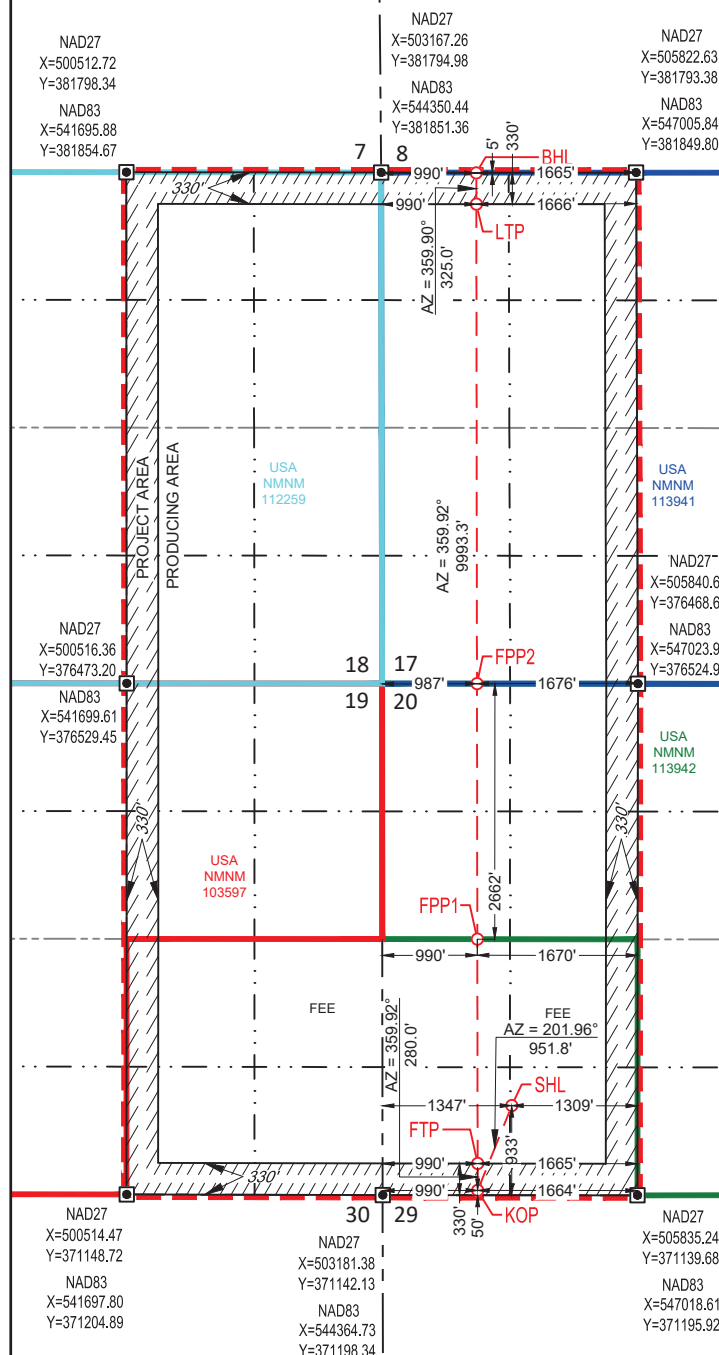 NAD27
X=500512.72
Y=381798.34
NAD83
X=541695.88
Y=381854.67
NAD27
X=503167.26
Y=381794.98
NAD83
X=544350.44
Y=381851.36
NAD27
X=505822.63
Y=381793.38
NAD83
X=547005.84
Y=381849.80
7 8
5'
330'
BHL
990'
1665'
330'
990'
1666'
LTP
AZ = 359.90°
325.0'
PROJECT AREA
PRODUCING AREA
USA
NMNM
112259
AZ = 359.92°
9993.3'
USA
NMNM
113941
NAD27
X=505840.6
Y=376468.6
NAD83
X=547023.9
Y=376524.9
NAD27
X=500516.36
Y=376473.20
NAD83
X=541699.61
Y=376529.45
18 17
19 20
FPP2
987'
1676'
USA
NMNM
113942
330'
330'
USA
NMNM
103597
2662'
FPP1
990'
1670'
FEE
AZ = 359.92°
280.0'
FEE
AZ = 201.96°
951.8'
SHL
1347'
1309'
FTP
933'
990'
1665'
330'
990'
1664'
330'
50'
KOP
30 29
NAD27
X=500514.47
Y=371148.72
NAD83
X=541697.80
Y=371204.89
NAD27
X=503181.38
Y=371142.13
NAD83
X=544364.73
Y=371198.34
NAD27
X=505835.24
Y=371139.68
NAD83
X=547018.61
Y=371195.92